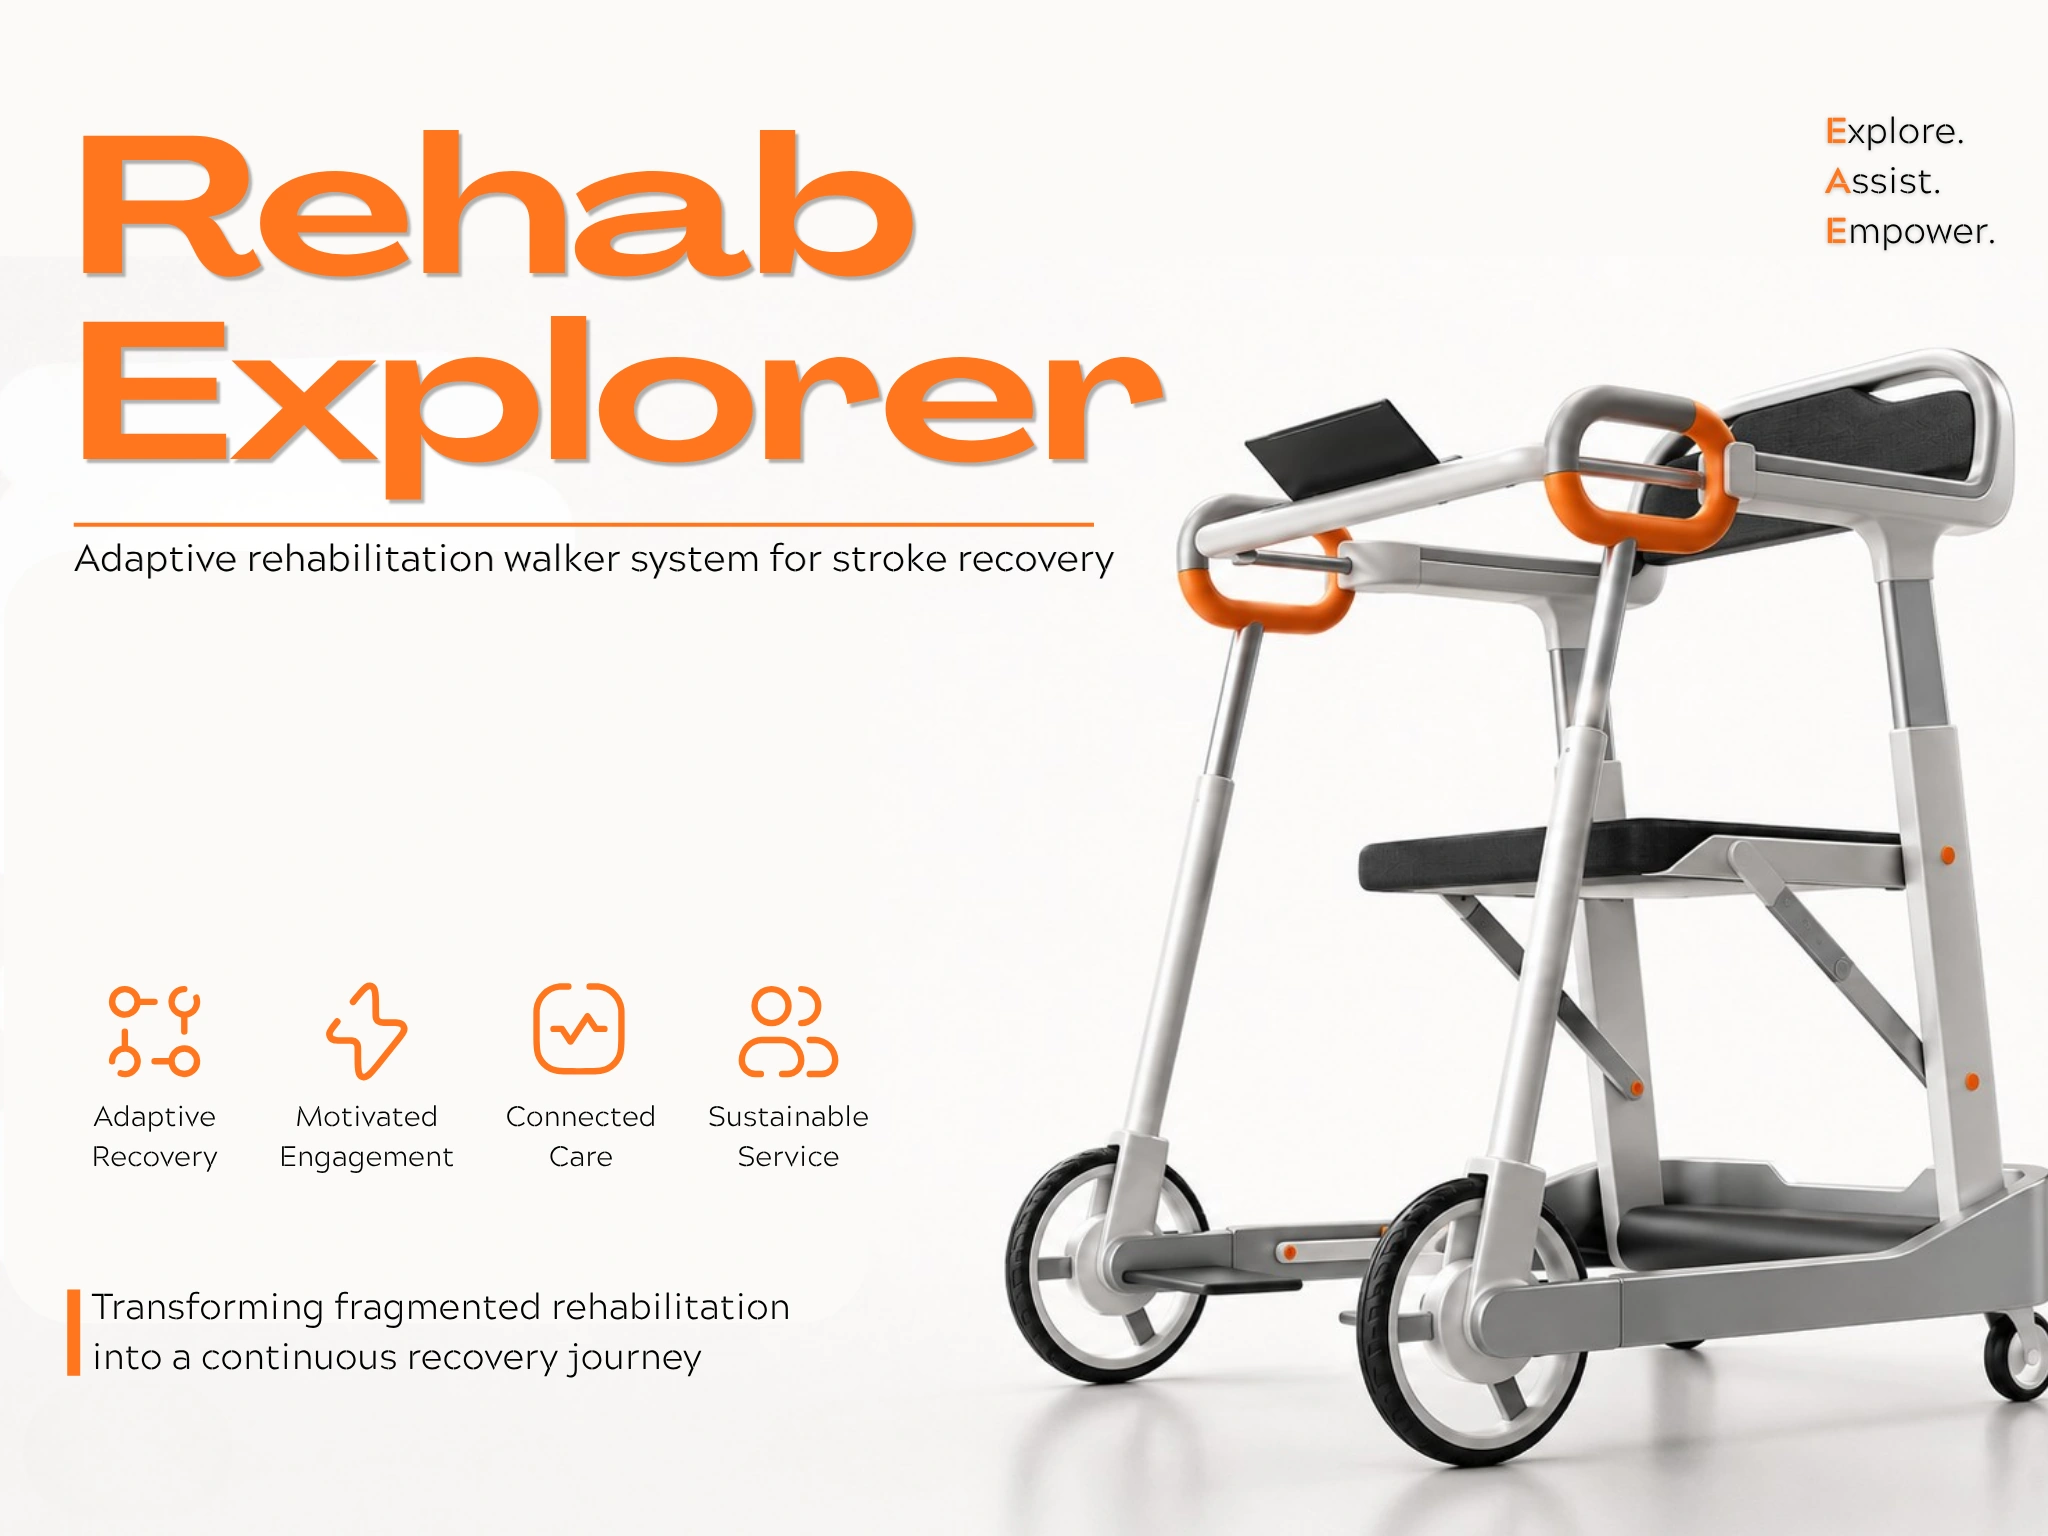 Rehab
Explorer
Adaptive rehabilitation walker system for stroke recovery
Explore.
Assist.
Empower.
Adaptive
Recovery
Motivated
Engagement
Connected
Care
Sustainable
Service
Transforming fragmented rehabilitation
into a continuous recovery journey